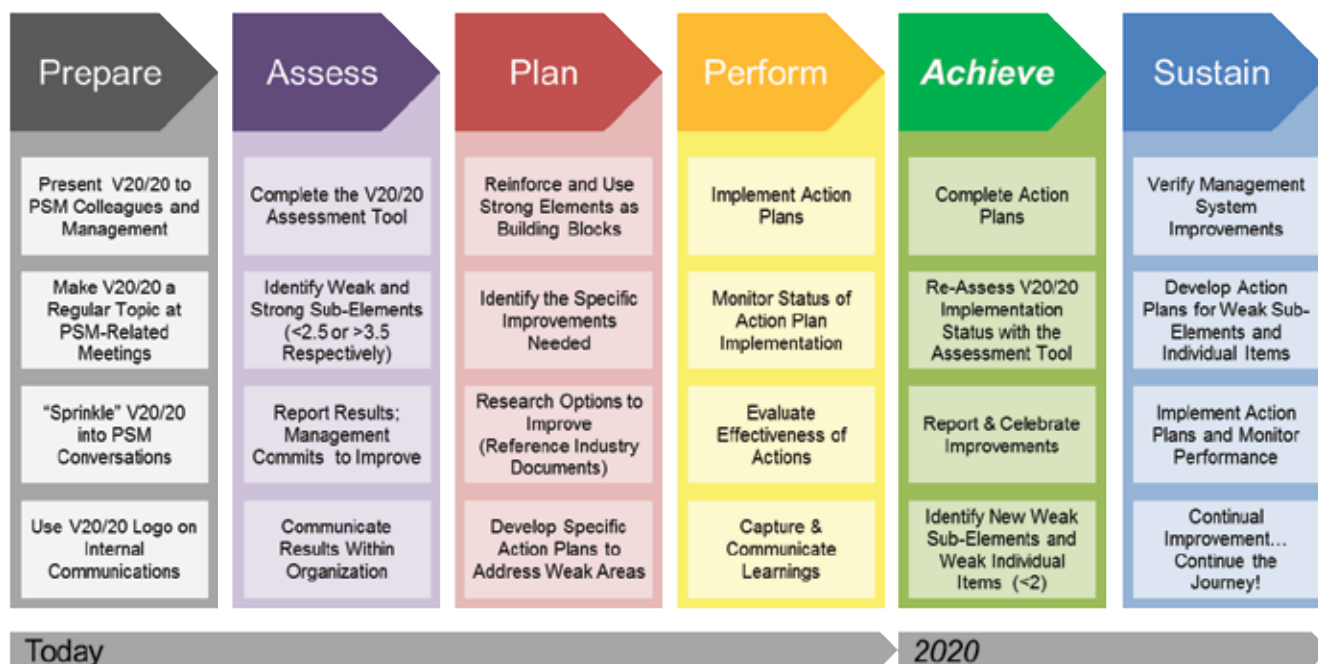 Prepare
Present V20/20 to
PSM Colleagues and
Management
Make V20/20 a
Regular Topic at
PSM-Related
Meetings
“Sprinkle” V20/20
into PSM
Conversations
Use V20/20 Logo on
Internal
Communications
Assess
Complete the V20/20
Assessment Tool
Identify Weak and
Strong Sub-Elements
(<2.5 or >3.5
Respectively)
Report Results;
Management
Commits to Improve
Communicate
Results Within
Organization
Plan
Reinforce and Use
Strong Elements as
Building Blocks
Identify the Specific
Improvements
Needed
Research Options to
Improve
(Reference Industry
Documents)
Develop Specific
Action Plans to
Address Weak Areas
Perform
Implement Action
Plans
Monitor Status of
Action Plan
Implementation
Evaluate
Effectiveness of
Actions
Capture &
Communicate
Learnings
Achieve
Complete Action
Plans
Re-Assess V20/20
Implementation
Status with the
Assessment Tool
Report & Celebrate
Improvements
Identify New Weak
Sub-Elements and
Weak Individual
Items (<2)
Sustain
Verify Management
System
Improvements
Develop Action
Plans for Weak Sub-
Elements and
Individual Items
Implement Action
Plans and Monitor
Performance
Continual
Improvement...
Continue the
Journey!
Today
2020